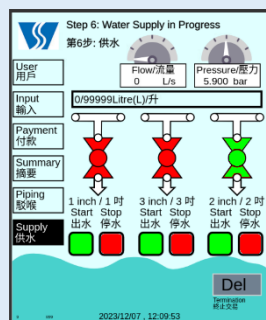 Step 6: Water Supply in Progress
第6步: 供水
User
用戶
Flow/流量
0 L/s
Pressure/壓力
5.900 bar
Input
輸入
0/99999Litre(L)/升
Payment
付款
Summary
摘要
Piping
駁喉
Supply
供水
1 inch / 1 吋
Start Stop
出水 停水
3 inch / 3 吋
Start Stop
出水 停水
2 inch / 2 吋
Start Stop
出水 停水
Del
Termination
終止交易
2023/12/07 , 12:09:53